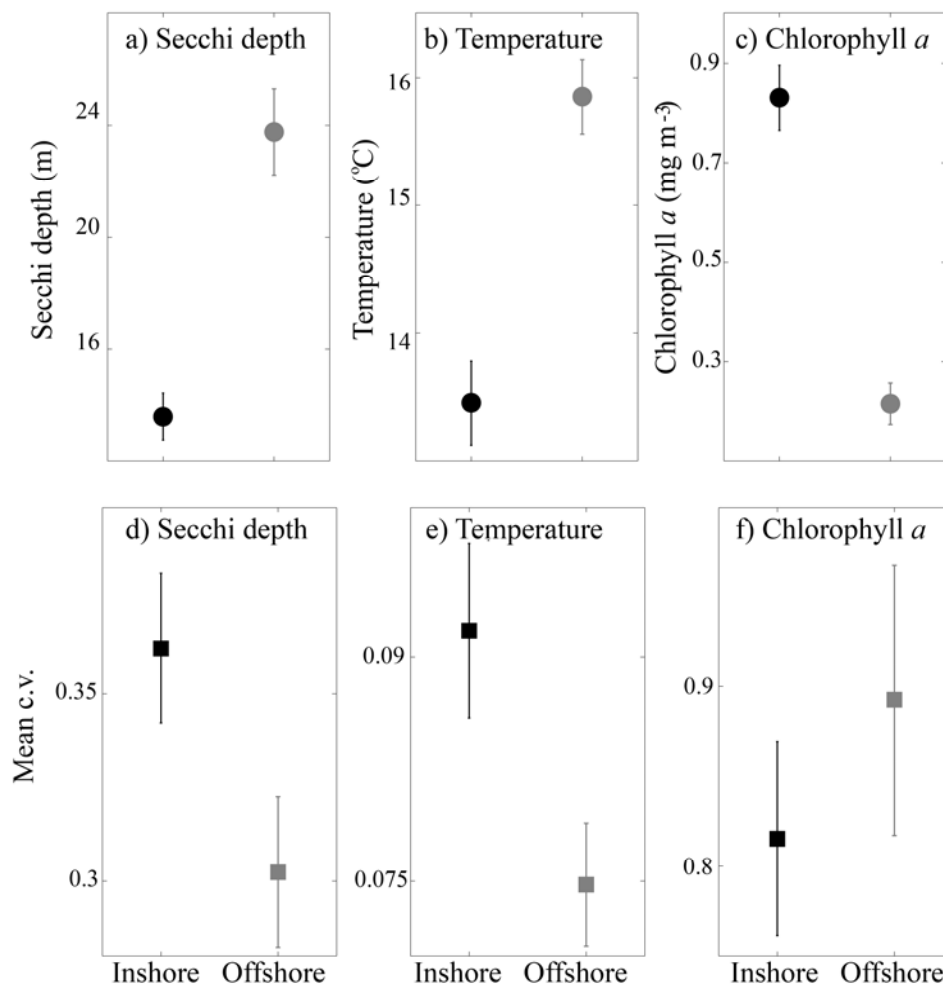 a) Secchi depth
Secchi depth (m)
24
20
16
b) Temperature
Temperature (ºC)
16
15
14
c) Chlorophyll a
Chlorophyll a (mg m-3)
0.9
0.7
0.5
0.3
d) Secchi depth
Mean c.v.
0.35
0.3
Inshore Offshore
e) Temperature
0.09
0.075
Inshore Offshore
f) Chlorophyll a
0.9
0.8
Inshore Offshore